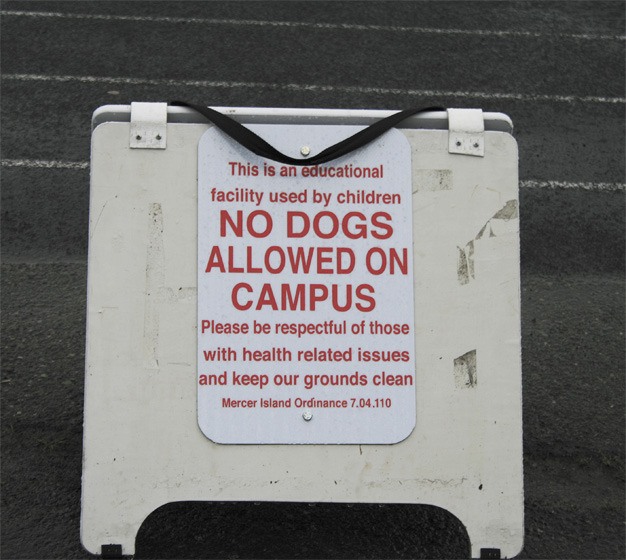 This is an educational
facility used by children
NO DOGS
ALLOWED ON
CAMPUS
Please be respectful of those
with health related issues
and keep our grounds clean
Mercer Island Ordinance 7.04.110